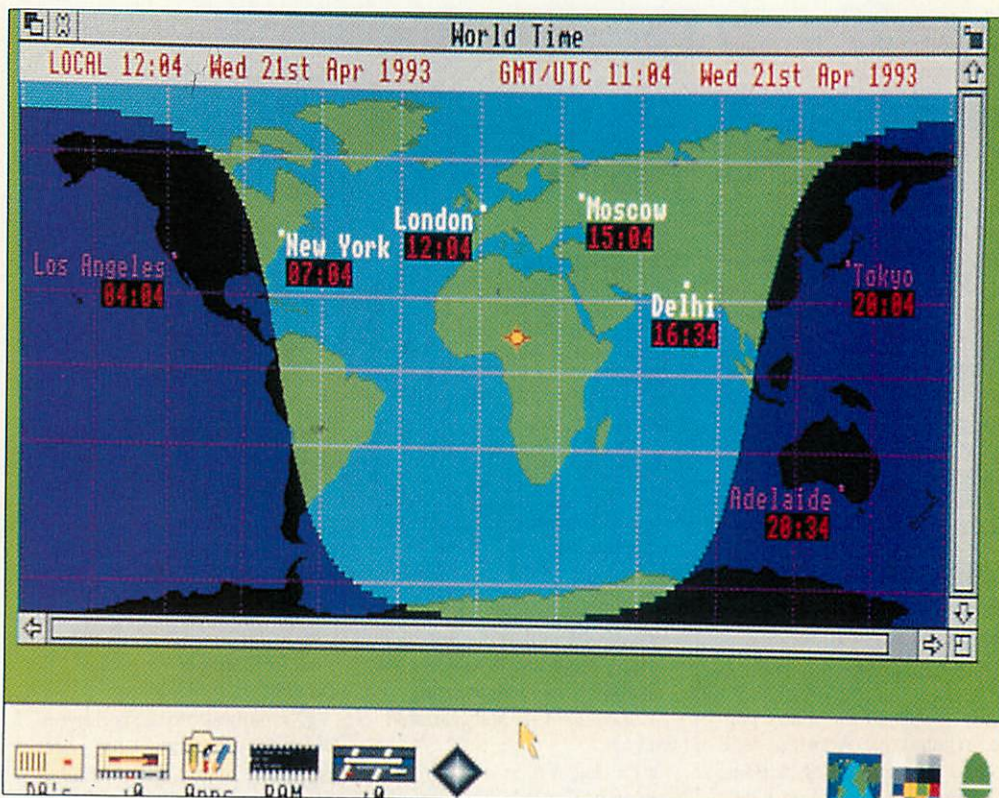 World Time
LOCAL 12:04 Wed 21st Apr 1993 GMT/UTC 11:04 Wed 21st Apr 1993
London
12:04
Moscow
15:04
New York
07:04
Los Angeles
04:04
Tokyo
20:04
Delhi
16:34
Adelaide
20:34
:0
Apps
RAM
:0